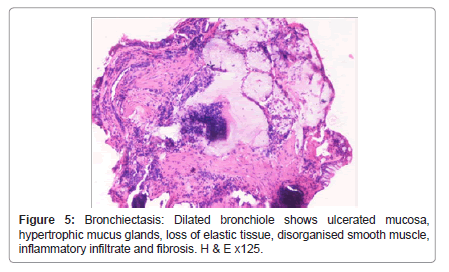 Figure 5: Bronchiectasis: Dilated bronchiole shows ulcerated mucosa,
hypertrophic mucus glands, loss of elastic tissue, disorganised smooth muscle,
inflammatory infiltrate and fibrosis. H & E x125.